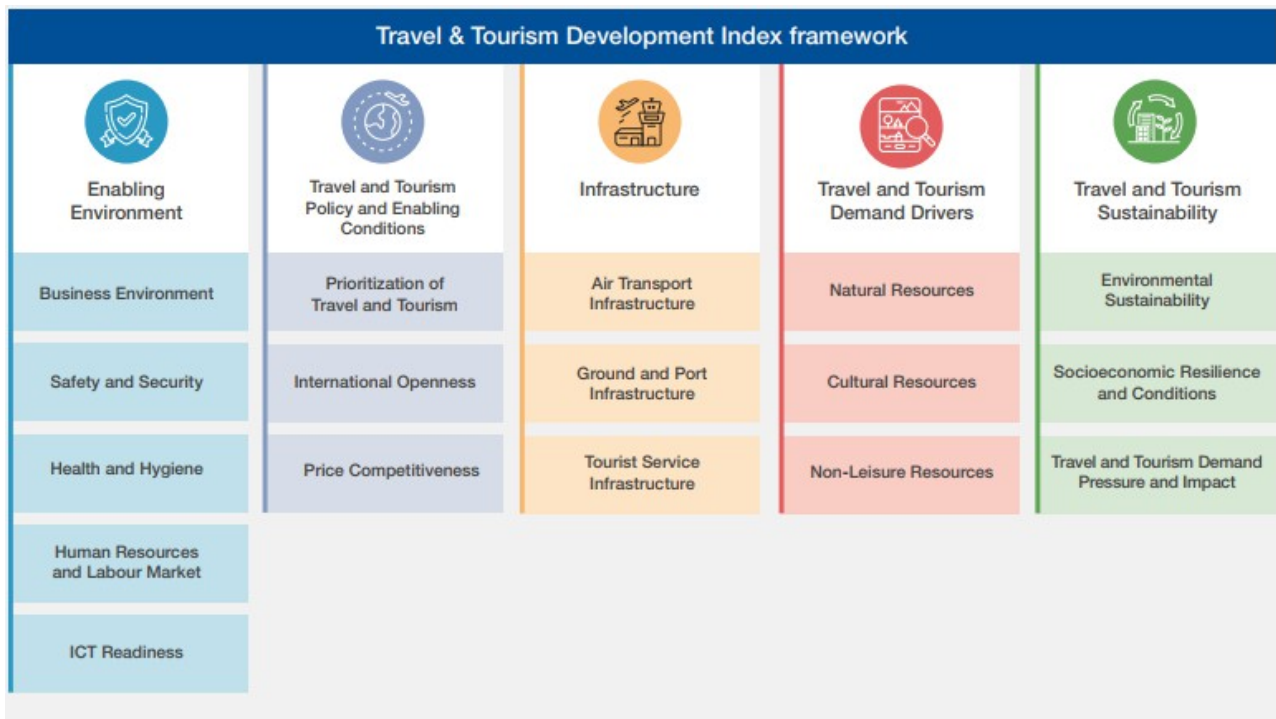 Travel & Tourism Development Index framework
Enabling
Environment
Business Environment
Safety and Security
Health and Hygiene
Human Resources
and Labour Market
ICT Readiness
Travel and Tourism
Policy and Enabling
Conditions
Prioritization of
Travel and Tourism
International Openness
Price Competitiveness
Infrastructure
Air Transport
Infrastructure
Ground and Port
Infrastructure
Tourist Service
Infrastructure
Travel and Tourism
Demand Drivers
Natural Resources
Cultural Resources
Non-Leisure Resources
Travel and Tourism
Sustainability
Environmental
Sustainability
Socioeconomic Resilience
and Conditions
Travel and Tourism Demand
Pressure and Impact